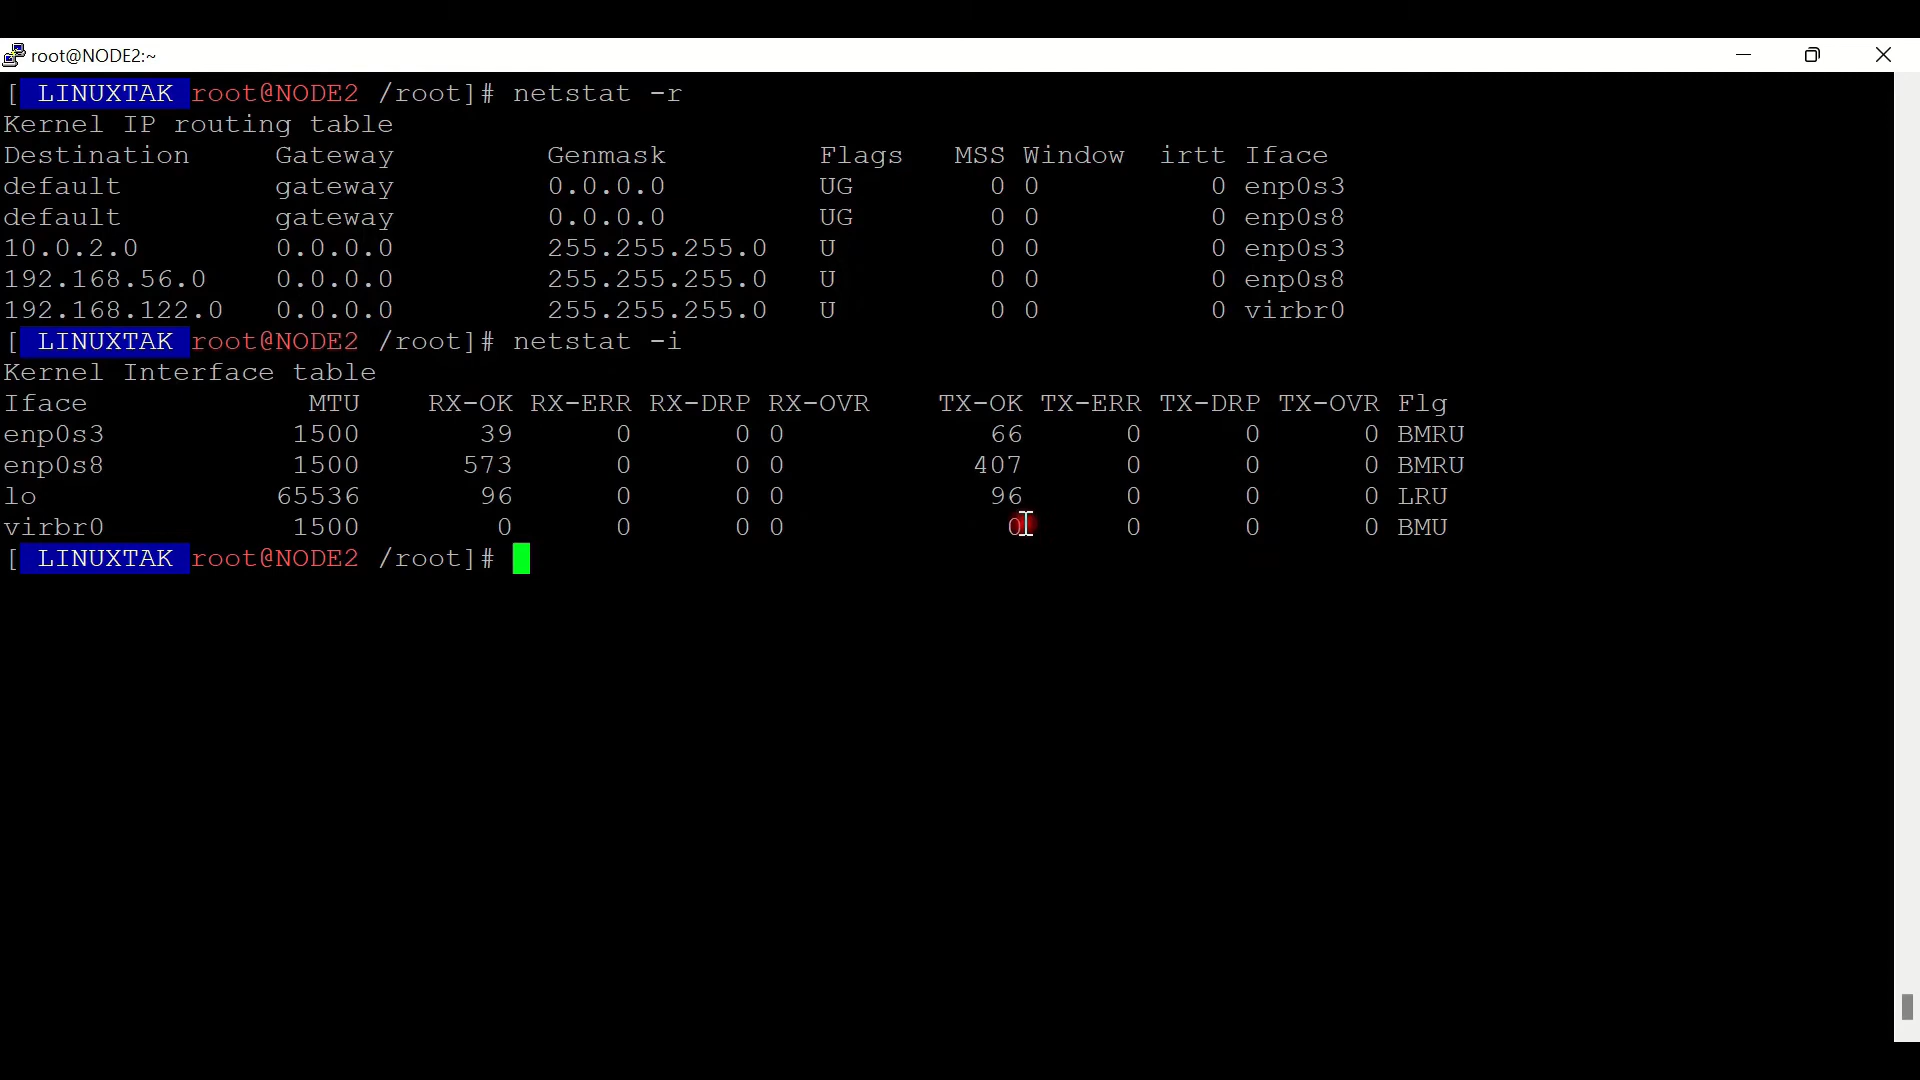 root@NODE2:~
[ LINUXTAK root@NODE2 /root]# netstat -r
Kernel IP routing table
Destination Gateway Genmask Flags MSS Window irtt Iface
default gateway 0.0.0.0 UG 0 0 0 enp0s3
default gateway 0.0.0.0 UG 0 0 0 enp0s8
10.0.2.0 0.0.0.0 255.255.255.0 U 0 0 0 enp0s3
192.168.56.0 0.0.0.0 255.255.255.0 U 0 0 0 enp0s8
192.168.122.0 0.0.0.0 255.255.255.0 U 0 0 0 virbr0
[ LINUXTAK root@NODE2 /root]# netstat -i
Kernel Interface table
Iface MTU RX-OK RX-ERR RX-DRP RX-OVR TX-OK TX-ERR TX-DRP TX-OVR Flg
enp0s3 1500 39 0 0 0 66 0 0 0 BMRU
enp0s8 1500 573 0 0 0 407 0 0 0 BMRU
lo 65536 96 0 0 0 96 0 0 0 LRU
virbr0 1500 0 0 0 0 0 0 0 0 BMU
[ LINUXTAK root@NODE2 /root]#